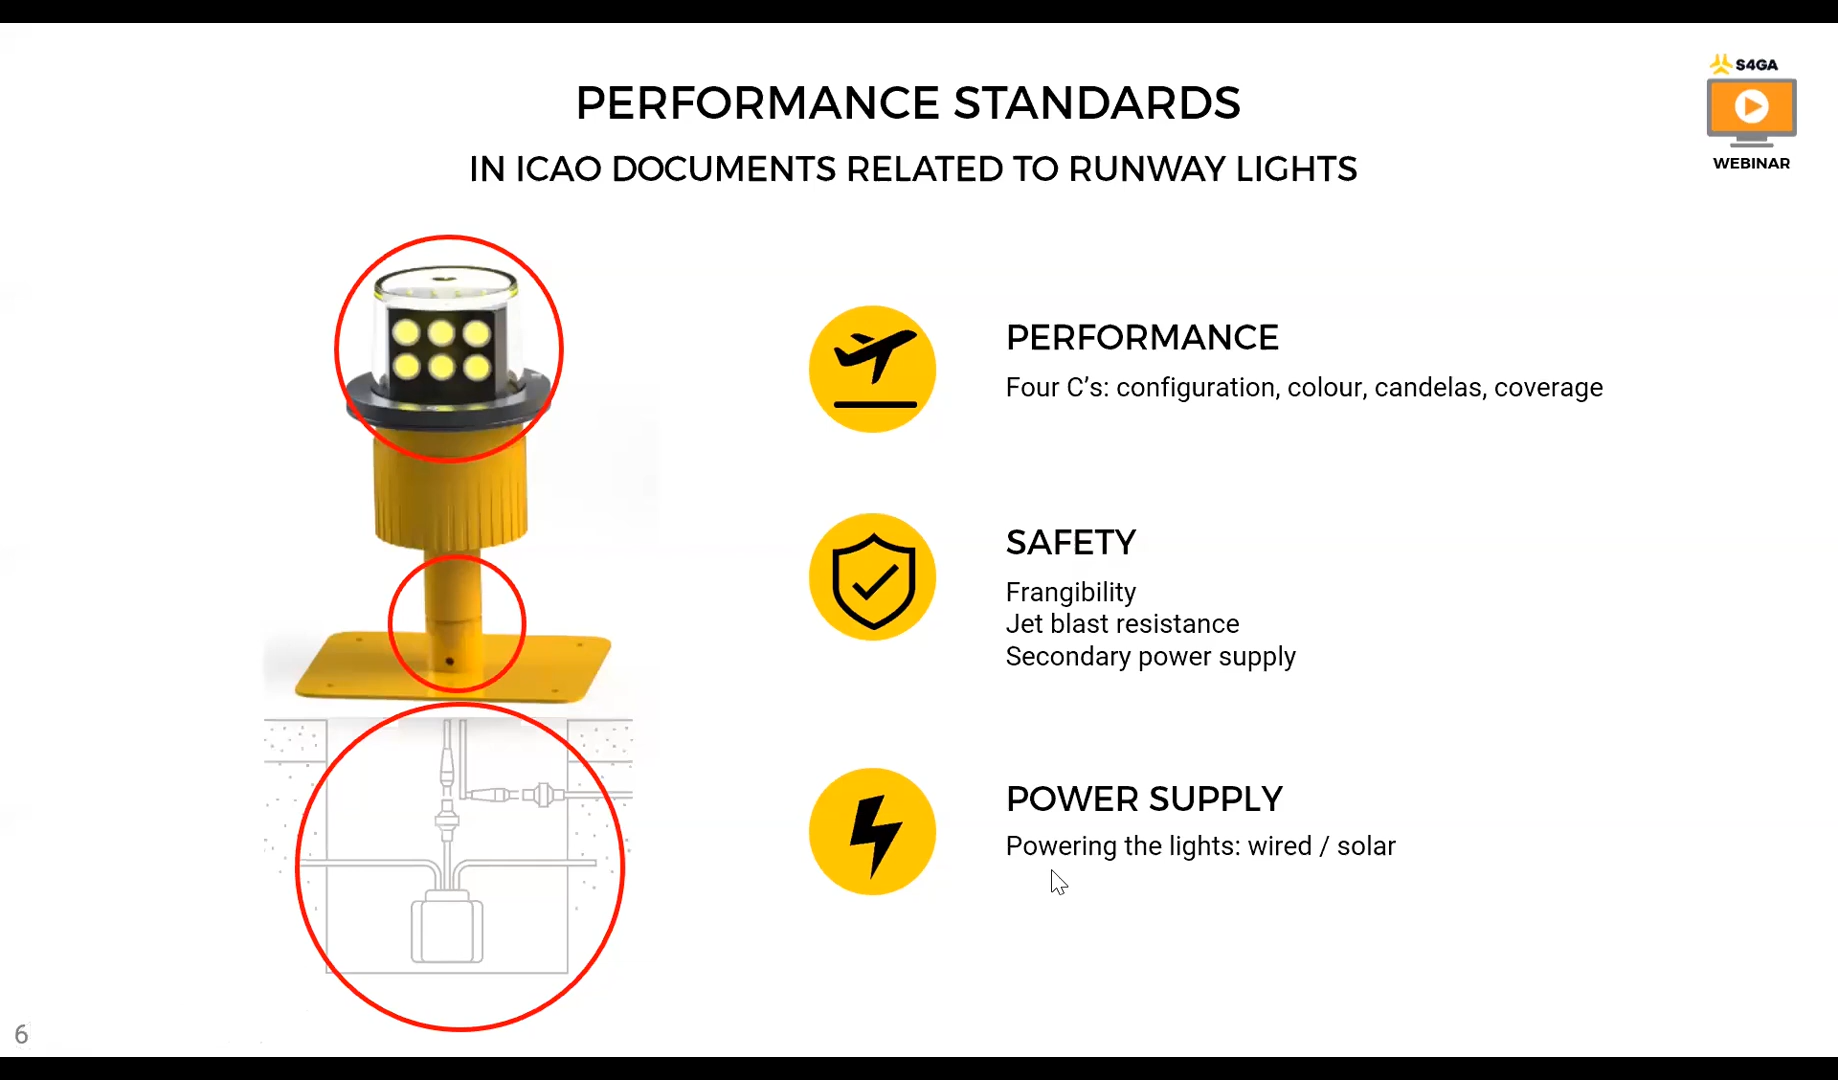 S4GA
WEBINAR
PERFORMANCE STANDARDS
IN ICAO DOCUMENTS RELATED TO RUNWAY LIGHTS
PERFORMANCE
Four C’s: configuration, colour, candelas, coverage
SAFETY
Frangibility
Jet blast resistance
Secondary power supply
POWER SUPPLY
Powering the lights: wired / solar
6